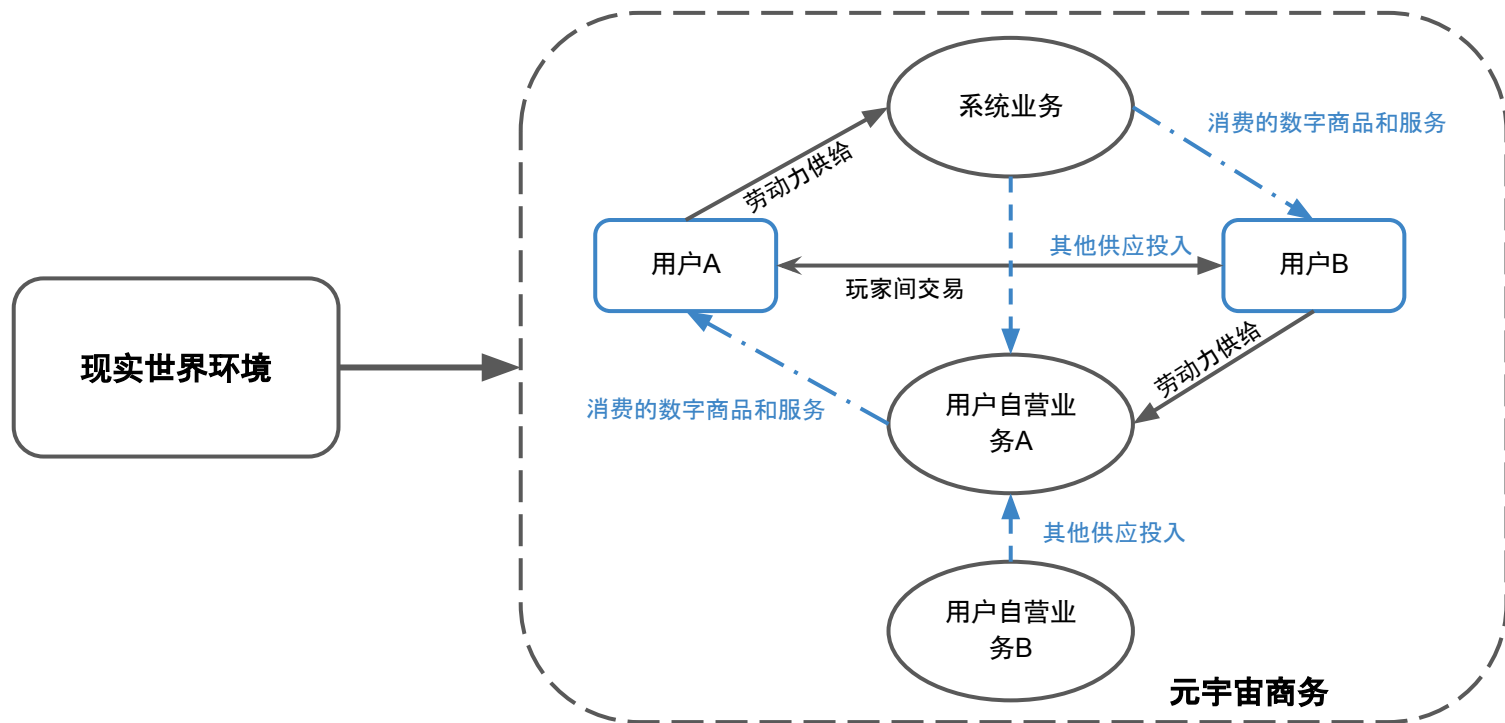 系统业务
消费的数字商品和服务
劳动力供给
用户A
其他供应投入
用户B
玩家间交易
现实世界环境
劳动力供给
消费的数字商品和服务
用户自营业
务A
其他供应投入
用户自营业
务B
元宇宙商务